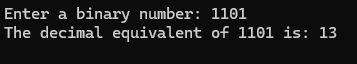 Enter a binary number: 1101
The decimal equivalent of 1101 is: 13